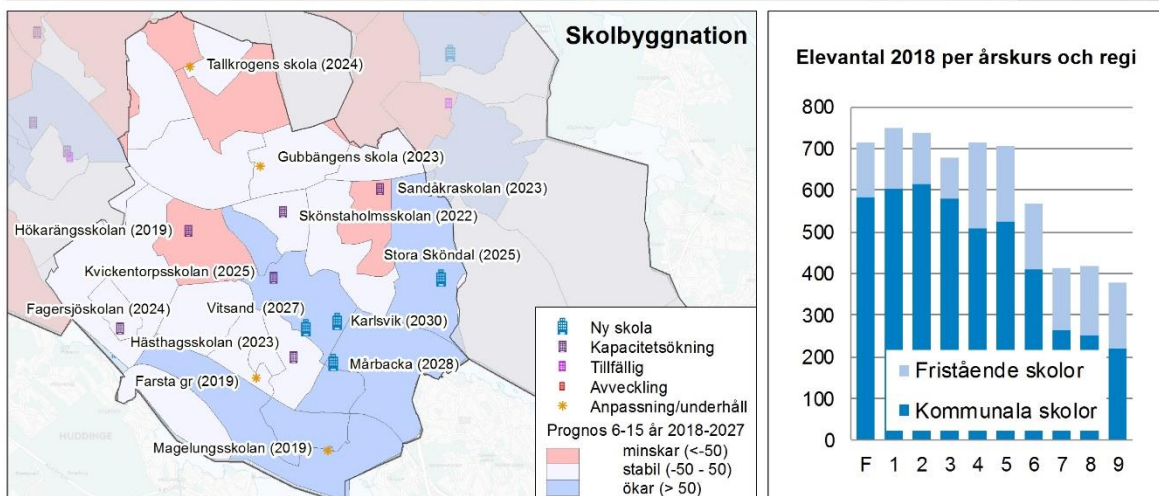 Skolbyggnation
Tallkrogens skola (2024)
Gubbängens skola (2023)
Sandåkraskolan (2023)
Skönstaholmsskolan (2022)
Hökarängsskolan (2019)
Stora Sköndal (2025)
Kvickentorpsskolan (2025)
Fagersjöskolan (2024)
Vitsand (2027)
Karlsvik (2030)
Hästhagsskolan (2023)
Mårbacka (2028)
Farsta gr (2019)
Magelungsskolan (2019)
HUDDINGE
Ny skola
Kapacitetsökning
Tillfällig
Avveckling
Anpassning/underhåll
Prognos 6-15 år 2018-2027
minskar (<-50)
stabil (-50 - 50)
ökar (> 50)
Elevantal 2018 per årskurs och regi
800
700
600
500
400
300
200
100
0
Fristående skolor
Kommunala skolor
F 1 2 3 4 5 6 7 8 9